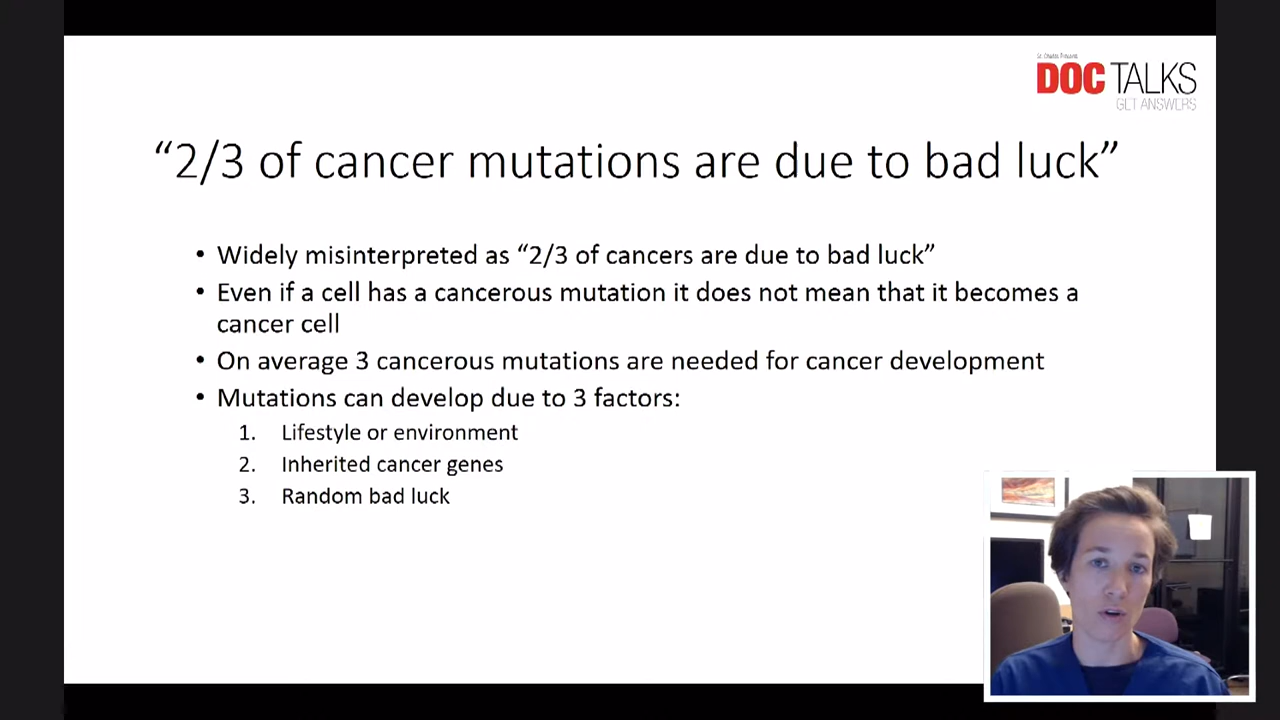 St. Charles Presents
DOC TALKS
GET ANSWERS
“2/3 of cancer mutations are due to bad luck”
• Widely misinterpreted as “2/3 of cancers are due to bad luck”
• Even if a cell has a cancerous mutation it does not mean that it becomes a
cancer cell
• On average 3 cancerous mutations are needed for cancer development
• Mutations can develop due to 3 factors:
1. Lifestyle or environment
2. Inherited cancer genes
3. Random bad luck